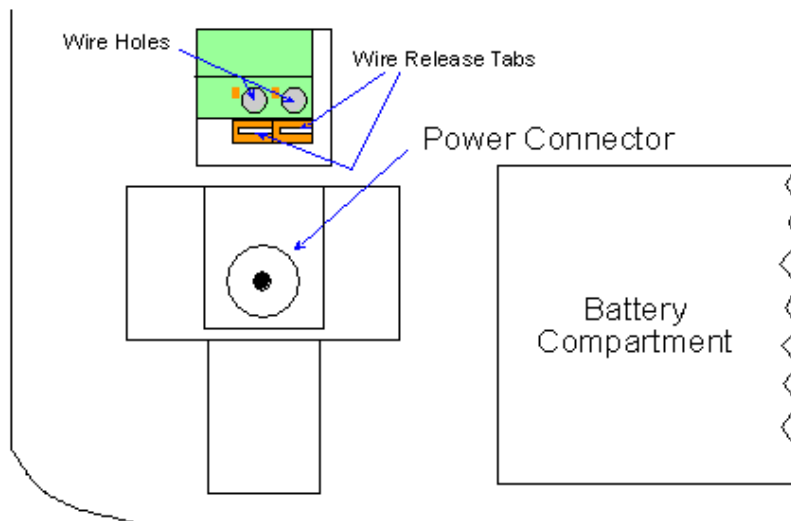 Wire Holes
Wire Release Tabs
Power Connector
Battery
Compartment